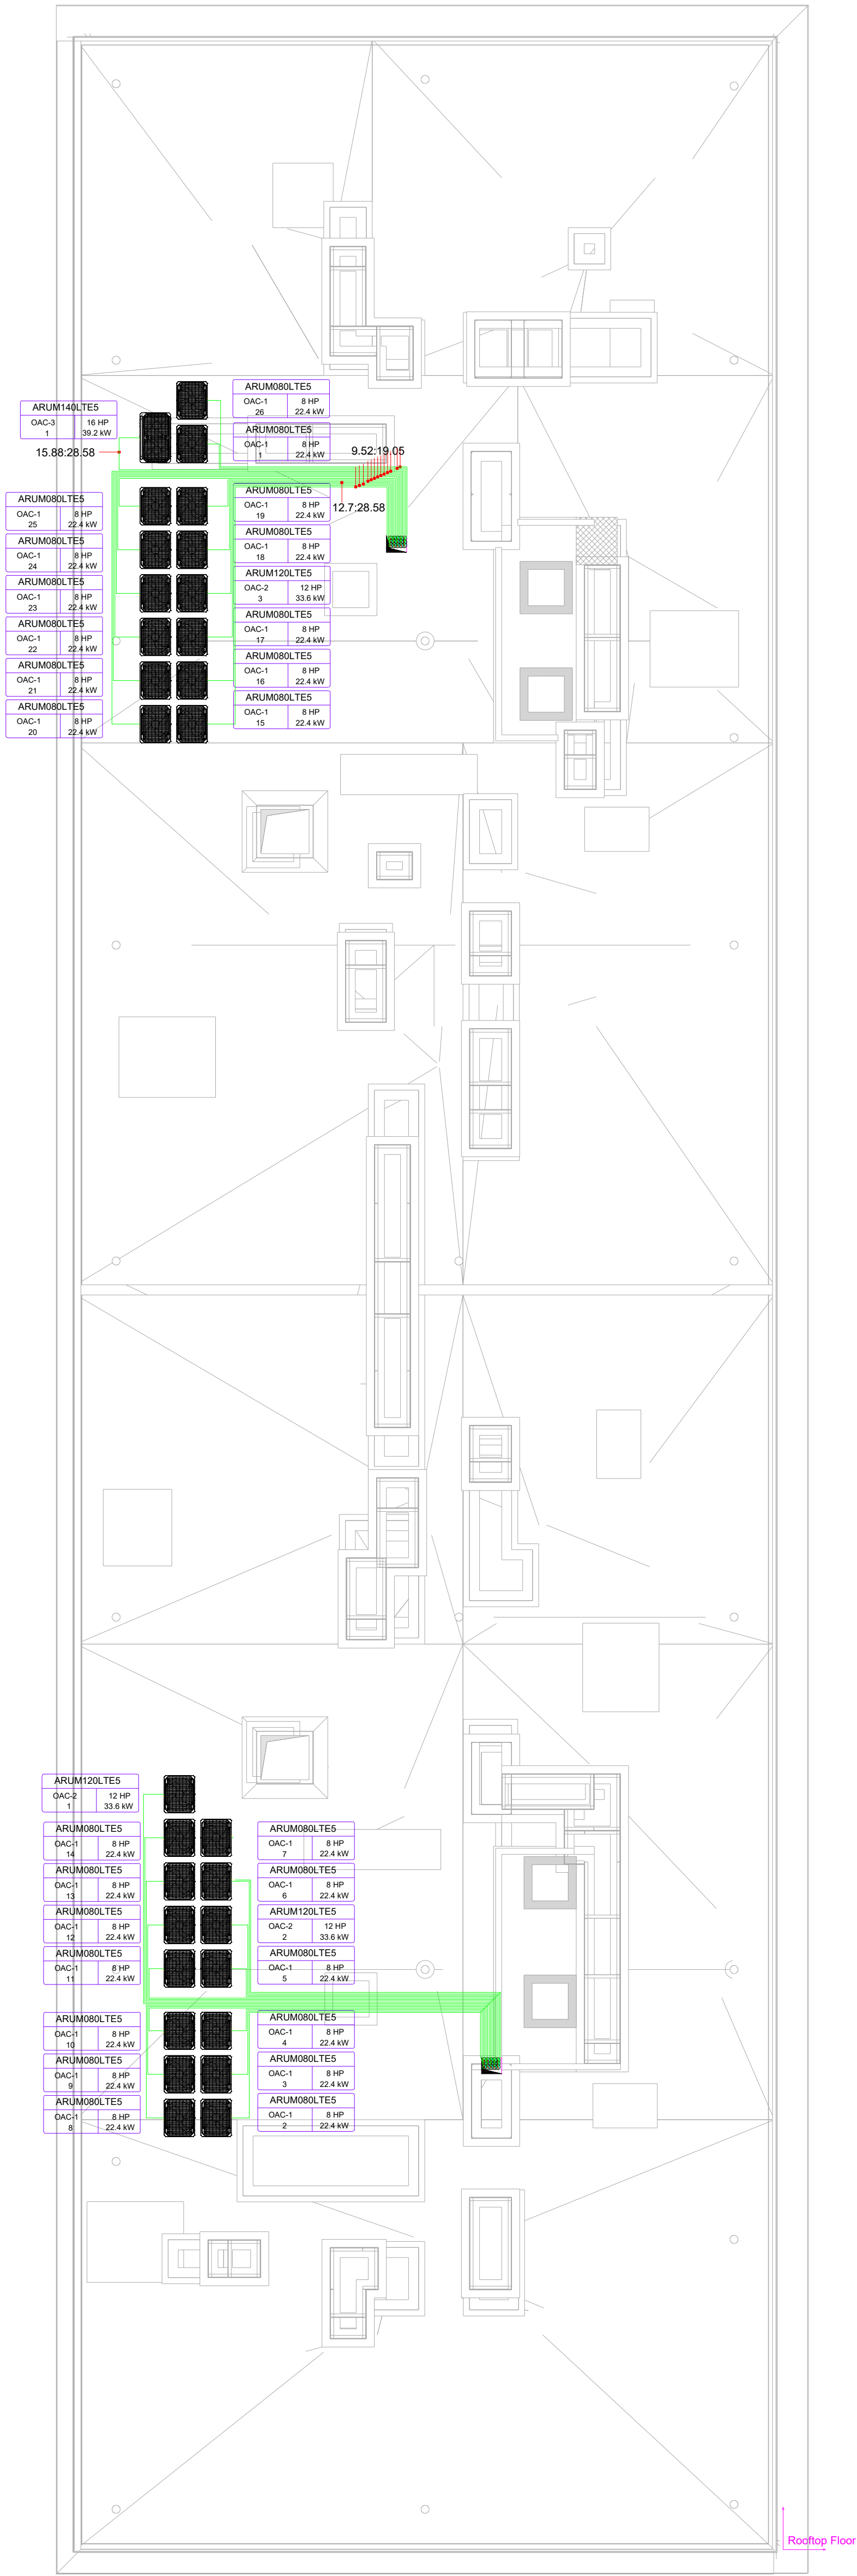 ARUM080LTE5
OAC-1 8 HP
26 22.4 kW
ARUM140LTE5
OAC-3 16 HP
1 39.2 kW
ARUM080LTE5
OAC-1 8 HP
1 22.4 kW
15.88:28.58
9.52:19.05
12.7:28.58
ARUM080LTE5
OAC-1 8 HP
19 22.4 kW
ARUM080LTE5
OAC-1 8 HP
25 22.4 kW
ARUM080LTE5
OAC-1 8 HP
18 22.4 kW
ARUM080LTE5
OAC-1 8 HP
24 22.4 kW
ARUM120LTE5
OAC-2 12 HP
3 33.6 kW
ARUM080LTE5
OAC-1 8 HP
23 22.4 kW
ARUM080LTE5
OAC-1 8 HP
17 22.4 kW
ARUM080LTE5
OAC-1 8 HP
22 22.4 kW
ARUM080LTE5
OAC-1 8 HP
16 22.4 kW
ARUM080LTE5
OAC-1 8 HP
21 22.4 kW
ARUM080LTE5
OAC-1 8 HP
15 22.4 kW
ARUM080LTE5
OAC-1 8 HP
20 22.4 kW
ARUM120LTE5
OAC-2 12 HP
1 33.6 kW
ARUM080LTE5
OAC-1 8 HP
14 22.4 kW
ARUM080LTE5
OAC-1 8 HP
7 22.4 kW
ARUM080LTE5
OAC-1 8 HP
13 22.4 kW
ARUM080LTE5
OAC-1 8 HP
6 22.4 kW
ARUM080LTE5
OAC-1 8 HP
12 22.4 kW
ARUM120LTE5
OAC-2 12 HP
2 33.6 kW
ARUM080LTE5
OAC-1 8 HP
11 22.4 kW
ARUM080LTE5
OAC-1 8 HP
5 22.4 kW
ARUM080LTE5
OAC-1 8 HP
10 22.4 kW
ARUM080LTE5
OAC-1 8 HP
4 22.4 kW
ARUM080LTE5
OAC-1 8 HP
9 22.4 kW
ARUM080LTE5
OAC-1 8 HP
3 22.4 kW
ARUM080LTE5
OAC-1 8 HP
8 22.4 kW
ARUM080LTE5
OAC-1 8 HP
2 22.4 kW
Rooftop Floor